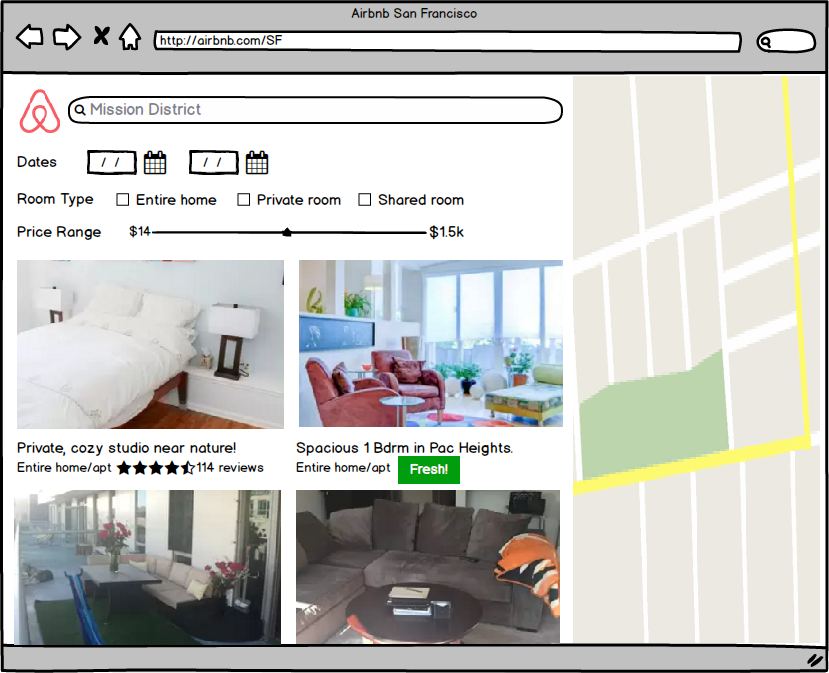 Airbnb San Francisco
http://airbnb.com/SF
Mission District
Dates / / / /
Room Type Entire home Private room Shared room
Price Range $14 $1.5k
Private, cozy studio near nature!
Entire home/apt 114 reviews
Spacious 1 Bdrm in Pac Heights.
Entire home/apt Fresh!